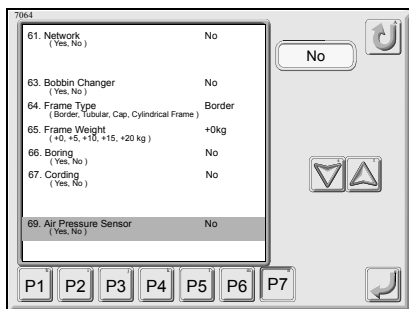 7064
61. Network No
( Yes, No )
No
63. Bobbin Changer No
( Yes, No )
64. Frame Type Border
( Border, Tubular, Cap, Cylindrical Frame )
65. Frame Weight +0kg
( +0, +5, +10, +15, +20 kg )
66. Boring No
( Yes, No )
67. Cording No
( Yes, No )
69. Air Pressure Sensor No
( Yes, No )
P1 P2 P3 P4 P5 P6 P7